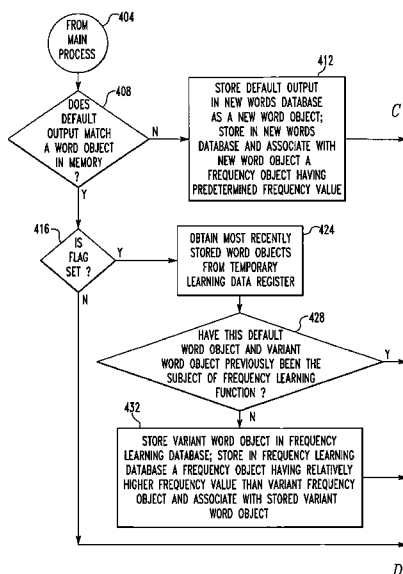 FROM
MAIN
PROCESS
404
DOES
DEFAULT
OUTPUT MATCH
A WORD OBJECT
IN MEMORY
?
408
N
Y
412
STORE DEFAULT OUTPUT
IN NEW WORDS DATABASE
AS A NEW WORD OBJECT;
STORE IN NEW WORDS
DATABASE AND ASSOCIATE WITH
NEW WORD OBJECT A
FREQUENCY OBJECT HAVING
PREDETERMINED FREQUENCY VALUE
C
416
IS
FLAG
SET ?
Y
N
424
OBTAIN MOST RECENTLY
STORED WORD OBJECTS
FROM TEMPORARY
LEARNING DATA REGISTER
428
HAVE THIS DEFAULT
WORD OBJECT AND VARIANT
WORD OBJECT PREVIOUSLY BEEN THE
SUBJECT OF FREQUENCY LEARNING
FUNCTION ?
Y
N
432
STORE VARIANT WORD OBJECT IN FREQUENCY
LEARNING DATABASE; STORE IN FREQUENCY
LEARNING DATABASE A FREQUENCY OBJECT HAVING RELATIVELY
HIGHER FREQUENCY VALUE THAN VARIANT FREQUENCY
OBJECT AND ASSOCIATE WITH STORED VARIANT
WORD OBJECT
D